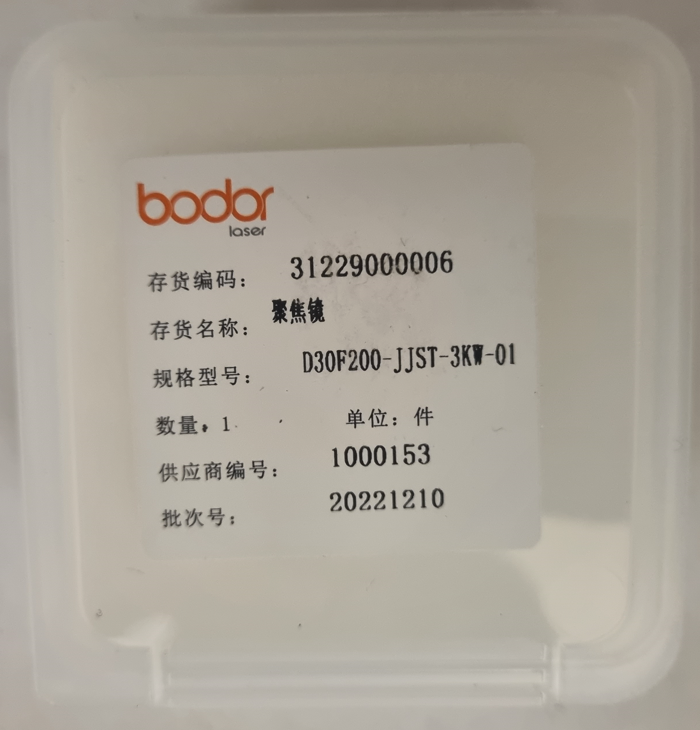 bodor
laser
存货编码： 31229000006
存货名称： 聚焦镜
规格型号： D30F200-JJST-3KW-01
数量：1 单位：件
供应商编号： 1000153
批次号： 20221210